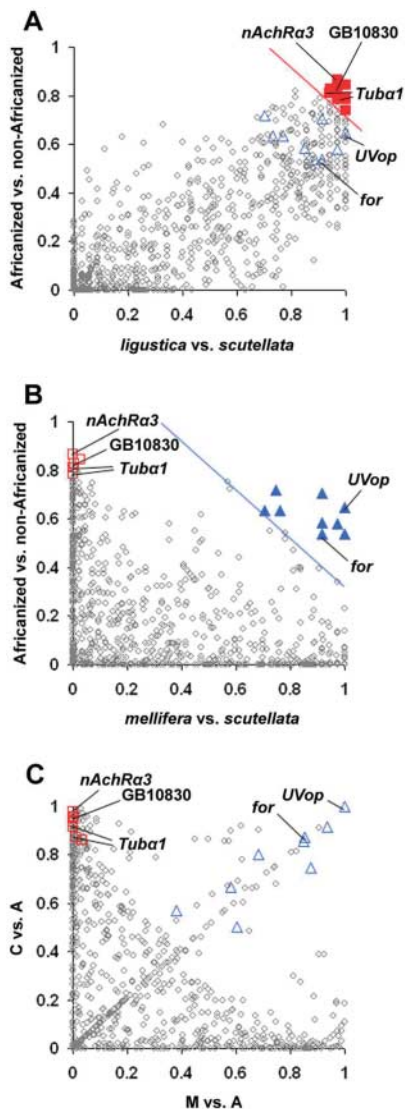 A
nAchRα3
GB10830
Tubα1
UVop
for
Africanized vs. non-Africanized
1
0.8
0.6
0.4
0.2
0
0 0.2 0.4 0.6 0.8 1
ligustica vs. scutellata
B
nAchRα3
GB10830
Tubα1
UVop
for
Africanized vs. non-Africanized
1
0.8
0.6
0.4
0.2
0
0 0.2 0.4 0.6 0.8 1
mellifera vs. scutellata
C
nAchRα3
GB10830
Tubα1
UVop
for
C vs. A
1
0.8
0.6
0.4
0.2
0
0 0.2 0.4 0.6 0.8 1
M vs. A